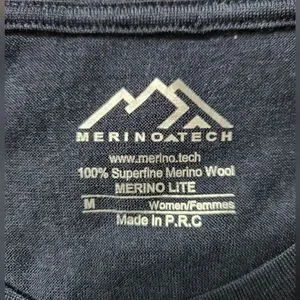 MERINO TECH
www.merino.tech
100% Superfine Merino Wool
MERINO LITE
M Women/Femmes
Made in P.R.C